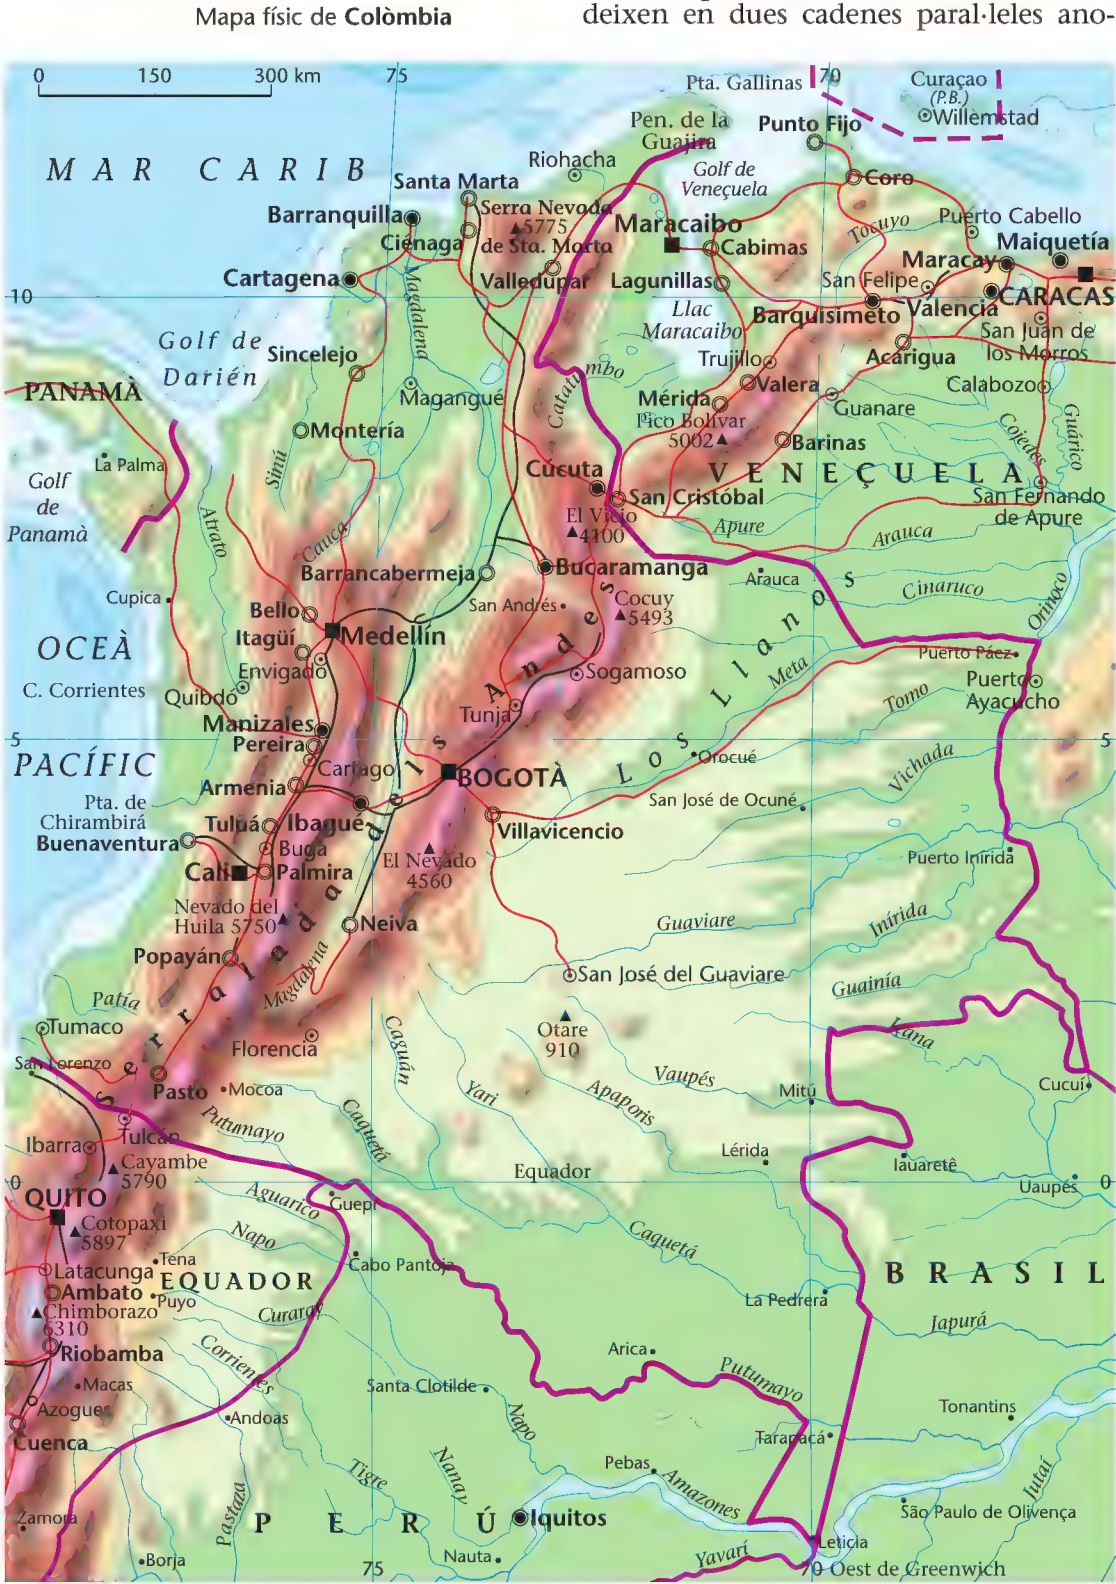 Mapa físic de Colòmbia
deixen en dues cadenes paral·leles ano-
0 150 300 km
75
70
Pta. Gallinas
Curaçao
(P.B.)
Willemstad
Pen. de la
Guajira
Punto Fijo
MAR CARIB
Riohacha
Golf de
Veneçuela
Coro
Santa Marta
Serra Nevada
5775
de Sta. Marta
Barranquilla
Ciénaga
Maracaibo
Cabimas
Tocuyo
Puerto Cabello
Maiquetía
Maracay
Cartagena
Magdalena
Valledupar
Lagunillas
San Felipe
10
Llac
Maracaibo
Barquisimeto
València
CARACAS
Golf de
Darién
Sincelejo
Trujillo
Acarigua
San Juan de
los Morros
PANAMÀ
Magangué
Catatumbo
Mérida
Valera
Guanare
Calabozo
Pico Bolívar
5002
Montería
Barinas
Cojedes
Guárico
La Palma
Sinú
Cúcuta
VENEÇUELA
Golf
de
Panamà
San Cristóbal
San Fernando
de Apure
Atrato
Cauca
El Viejo
4100
Apure
Arauca
Barrancabermeja
Bucaramanga
Arauca
Cinaruco
Orinoco
Cupica
Bello
San Andrés
Cocuy
5493
OCEÀ
PACÍFIC
Itagüí
Medellín
Envigado
C. Corrientes
Quibdó
Sogamoso
Los Llanos
Meta
Puerto Páez
Puerto
Ayacucho
Tunja
Tomo
Manizales
Pereira
5
5
Cartago
Orocué
Vichada
BOGOTÀ
Armenia
Pta. de
Chirambirá
San José de Ocuné
Tuluá
Ibagué
Villavicencio
Buenaventura
Buga
El Nevado
4560
Puerto Inírida
Cali
Palmira
Nevado del
Huila 5750
Neiva
Guaviare
Inírida
Serralada dels Andes
Popayán
Magdalena
San José del Guaviare
Guainía
Patía
Tumaco
Otare
910
Içana
Florencia
Caguán
San Lorenzo
Pasto
Mocoa
Yari
Apaporis
Vaupés
Mitú
Cucuí
Tulcán
Putumayo
Caquetá
Ibarra
Cayambe
5790
Lérida
Iauaretê
Equador
0
0
Uaupés
QUITO
Aguarico
Guepí
Cotopaxi
5897
Napo
Caquetá
Tena
Cabo Pantoja
Latacunga
EQUADOR
BRASIL
Ambato
Puyo
La Pedrera
Chimborazo
6310
Curaray
Japurá
Riobamba
Corrientes
Arica
Macas
Santa Clotilde
Putumayo
Azogues
Andoas
Napo
Tonantins
Cuenca
Tarapacá
Pebas
Tigre
Nanay
Amazones
Jutaí
Zamora
Pastaza
PERÚ
Iquitos
São Paulo de Olivença
Leticia
Borja
75
Nauta
Yavarí
70 Oest de Greenwich